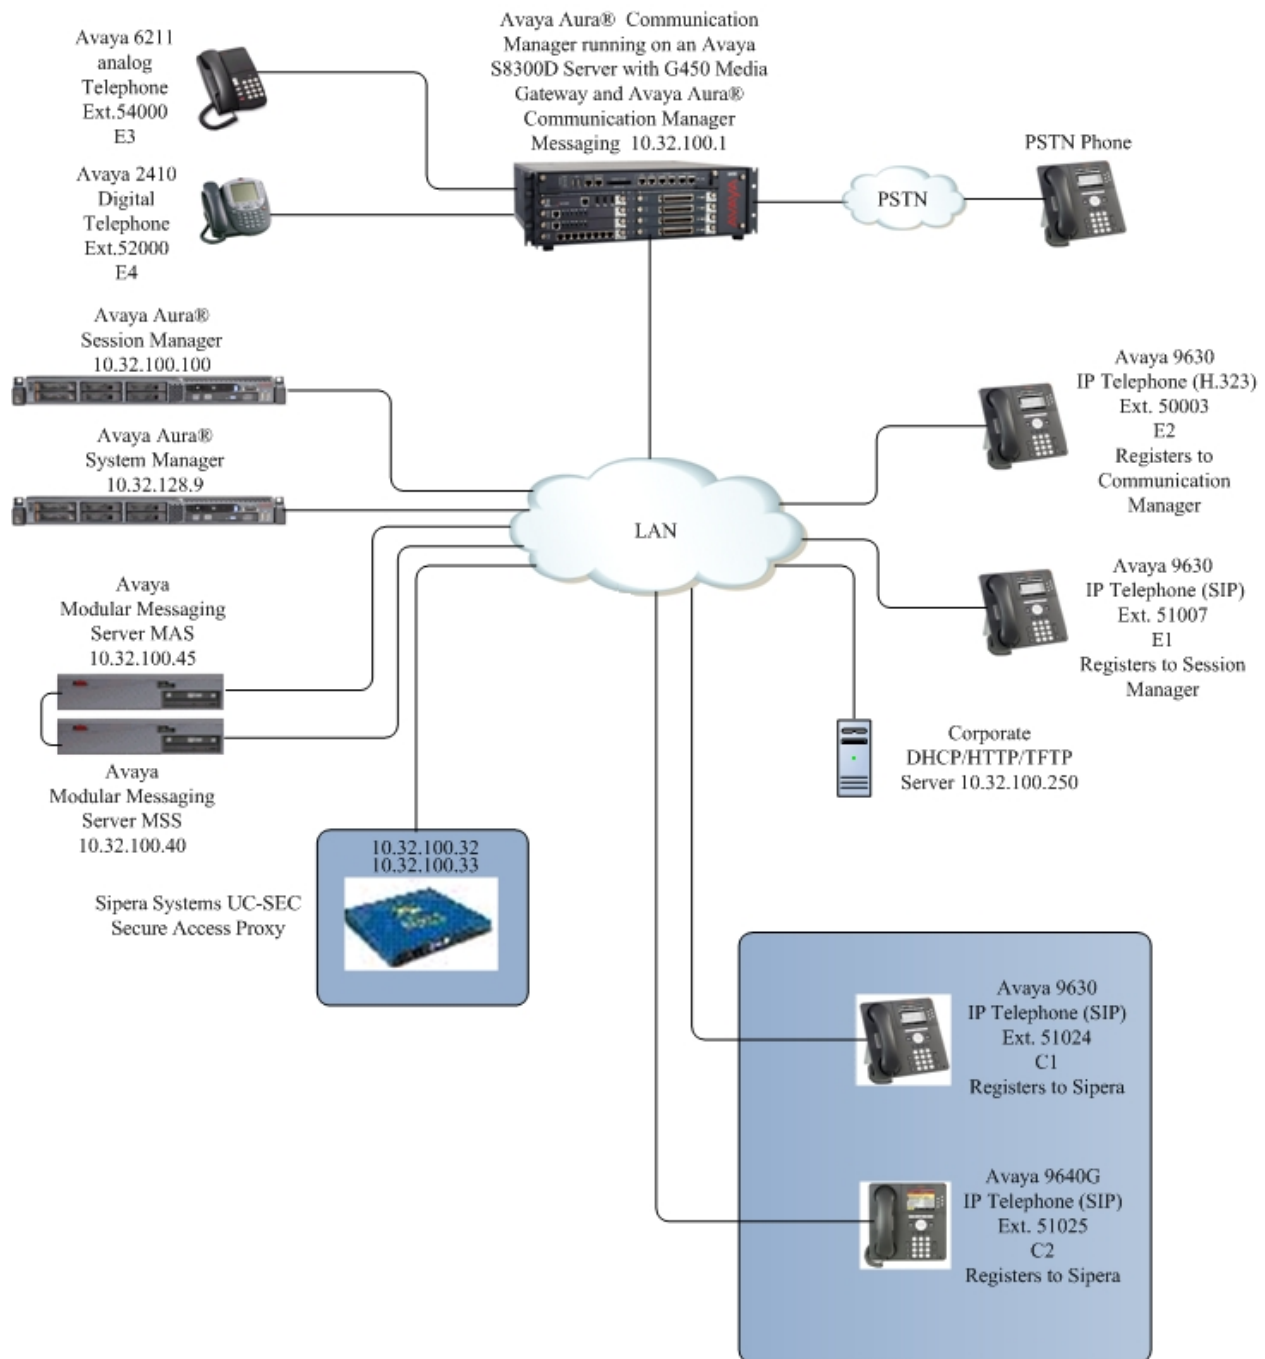 Avaya 6211
analog
Telephone
Ext.54000
E3
Avaya Aura® Communication
Manager running on an Avaya
S8300D Server with G450 Media
Gateway and Avaya Aura®
Communication Manager
Messaging 10.32.100.1
PSTN Phone
PSTN
AVAYA
Avaya 2410
Digital
Telephone
Ext.52000
E4
Avaya Aura®
Session Manager
10.32.100.100
Avaya Aura®
System Manager
10.32.128.9
LAN
Avaya 9630
IP Telephone (H.323)
Ext. 50003
E2
Registers to
Communication
Manager
Avaya 9630
IP Telephone (SIP)
Ext. 51007
E1
Registers to Session
Manager
Avaya
Modular Messaging
Server MAS
10.32.100.45
Avaya
Modular Messaging
Server MSS
10.32.100.40
Corporate
DHCP/HTTP/TFTP
Server 10.32.100.250
10.32.100.32
10.32.100.33
Sipera Systems UC-SEC
Secure Access Proxy
Avaya 9630
IP Telephone (SIP)
Ext. 51024
C1
Registers to Sipera
Avaya 9640G
IP Telephone (SIP)
Ext. 51025
C2
Registers to Sipera